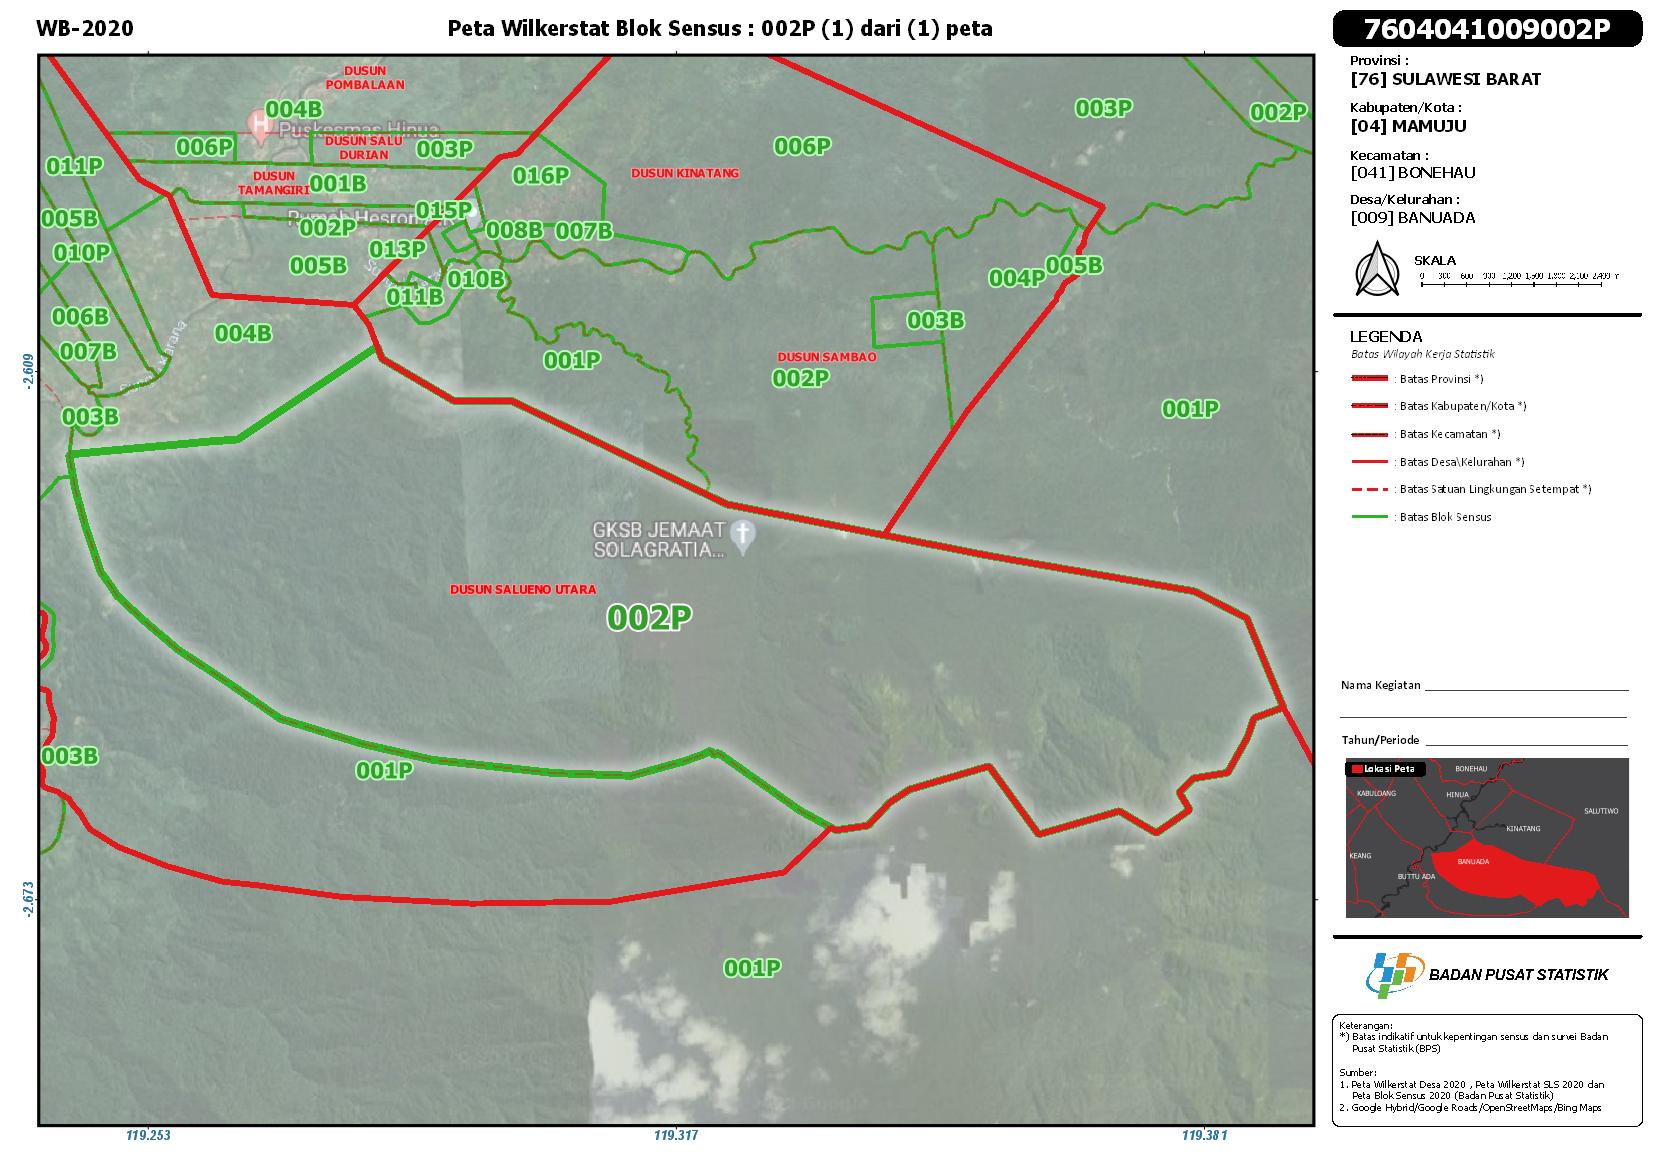 WB-2020
Peta Wilkerstat Blok Sensus : 002P (1) dari (1) peta
7604041009002P
Provinsi :
[76] SULAWESI BARAT
Kabupaten/Kota :
[04] MAMUJU
Kecamatan :
[041] BONEHAU
Desa/Kelurahan :
[009] BANUADA
SKALA
0 300 600 900 1,200 1,500 1,800 2,100 2,400 m
LEGENDA
Batas Wilayah Kerja Statistik
: Batas Provinsi *)
: Batas Kabupaten/Kota *)
: Batas Kecamatan *)
: Batas Desa\Kelurahan *)
: Batas Satuan Lingkungan Setempat *)
: Batas Blok Sensus
Nama Kegiatan
Tahun/Periode
Lokasi Peta
BONEHAU
KABULOANG
HINUA
SALUTIWO
KINATANG
KEANG
BANUADA
BUTTU ADA
BADAN PUSAT STATISTIK
Keterangan:
*) Batas indikatif untuk kepentingan sensus dan survei Badan
Pusat Statistik (BPS)
Sumber:
1. Peta Wilkerstat Desa 2020 , Peta Wilkerstat SLS 2020 dan
Peta Blok Sensus 2020 (Badan Pusat Statistik)
2. Google Hybrid/Google Roads/OpenStreetMaps/Bing Maps
DUSUN
POMBALAAN
004B
003P
002P
Puskesmas Hinua
006P
DUSUN SALU
DURIAN
003P
006P
011P
DUSUN
TAMANGIRI
001B
016P
DUSUN KINATANG
005B
015P
002P
008B
007B
010P
013P
005B
010B
004P
005B
011B
006B
004B
003B
007B
001P
DUSUN SAMBAO
002P
003B
001P
GKSB JEMAAT
SOLAGRATIA...
DUSUN SALUENO UTARA
002P
003B
001P
001P
-2.609
-2.673
119.253
119.317
119.381